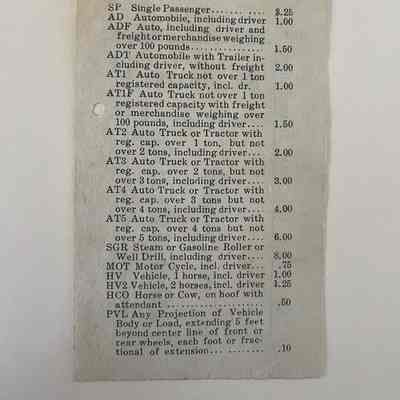 SP Single Passenger........... $.25
AD Automobile, including driver 1.00
ADF Auto, including driver and
freight or merchandise weighing
over 100 pounds................ 1.50
ADT Automobile with Trailer in-
cluding driver, without freight 2.00
AT1 Auto Truck not over 1 ton
registered capacity, incl. dr. 1.00
AT1F Auto Truck not over 1 ton
registered capacity with freight
or merchandise weighing over
100 pounds, including driver... 1.50
AT2 Auto Truck or Tractor with
reg. cap. over 1 ton, but not
over 2 tons, including driver.... 2.00
AT3 Auto Truck or Tractor with
reg. cap. over 2 tons, but not
over 3 tons, including driver.... 3.00
AT4 Auto Truck or Tractor with
reg. cap. over 3 tons but not
over 4 tons, including driver.... 4.00
AT5 Auto Truck or Tractor with
reg. cap. over 4 tons but not
over 5 tons, including driver.... 6.00
SGR Steam or Gasoline Roller or
Well Drill, including driver.... 8.00
MOT Motor Cycle, incl. driver... .75
HV Vehicle, 1 horse, incl. driver 1.00
HV2 Vehicle, 2 horses, incl. driver 1.25
HCO Horse or Cow, on hoof with
attendant .................... .50
PVL Any Projection of Vehicle
Body or Load, extending 5 feet
beyond center line of front or
rear wheels, each foot or frac-
tional of extension... ......... .10